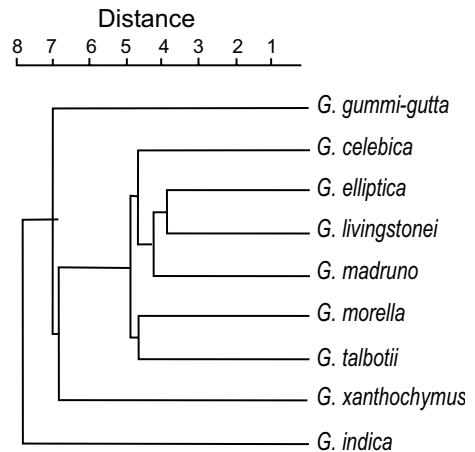 Distance
8 7 6 5 4 3 2 1
G. gummi-gutta
G. celebica
G. elliptica
G. livingstonei
G. madruno
G. morella
G. talbotii
G. xanthochymus
G. indica